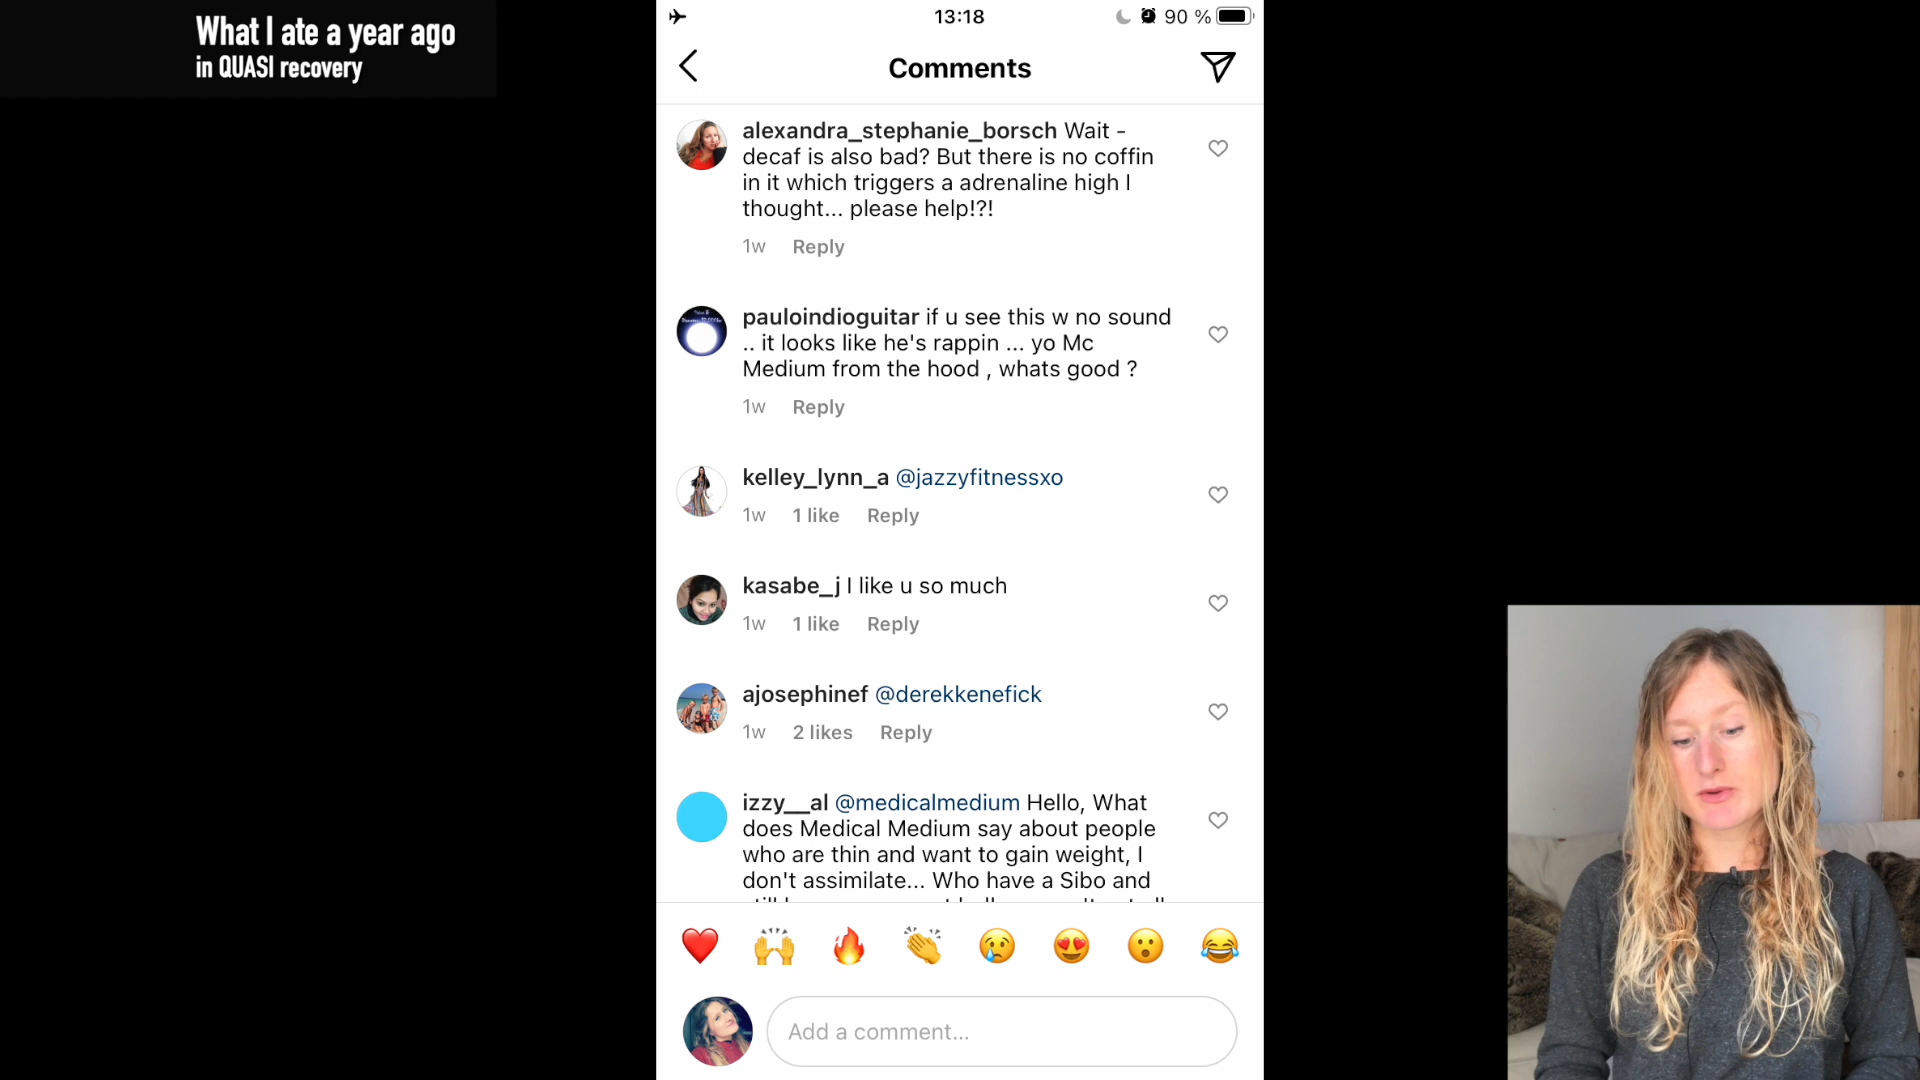 What I ate a year ago
in QUASI recovery
13:18
90 %
Comments
alexandra_stephanie_borsch Wait -
decaf is also bad? But there is no coffin
in it which triggers a adrenaline high I
thought... please help!?!
1w Reply
pauloindioguitar if u see this w no sound
.. it looks like he's rappin ... yo Mc
Medium from the hood , whats good ?
1w Reply
kelley_lynn_a @jazzyfitnessxo
1w 1 like Reply
kasabe_j I like u so much
1w 1 like Reply
ajosephinef @derekkenefick
1w 2 likes Reply
izzy__al @medicalmedium Hello, What
does Medical Medium say about people
who are thin and want to gain weight, I
don't assimilate... Who have a Sibo and
Add a comment...